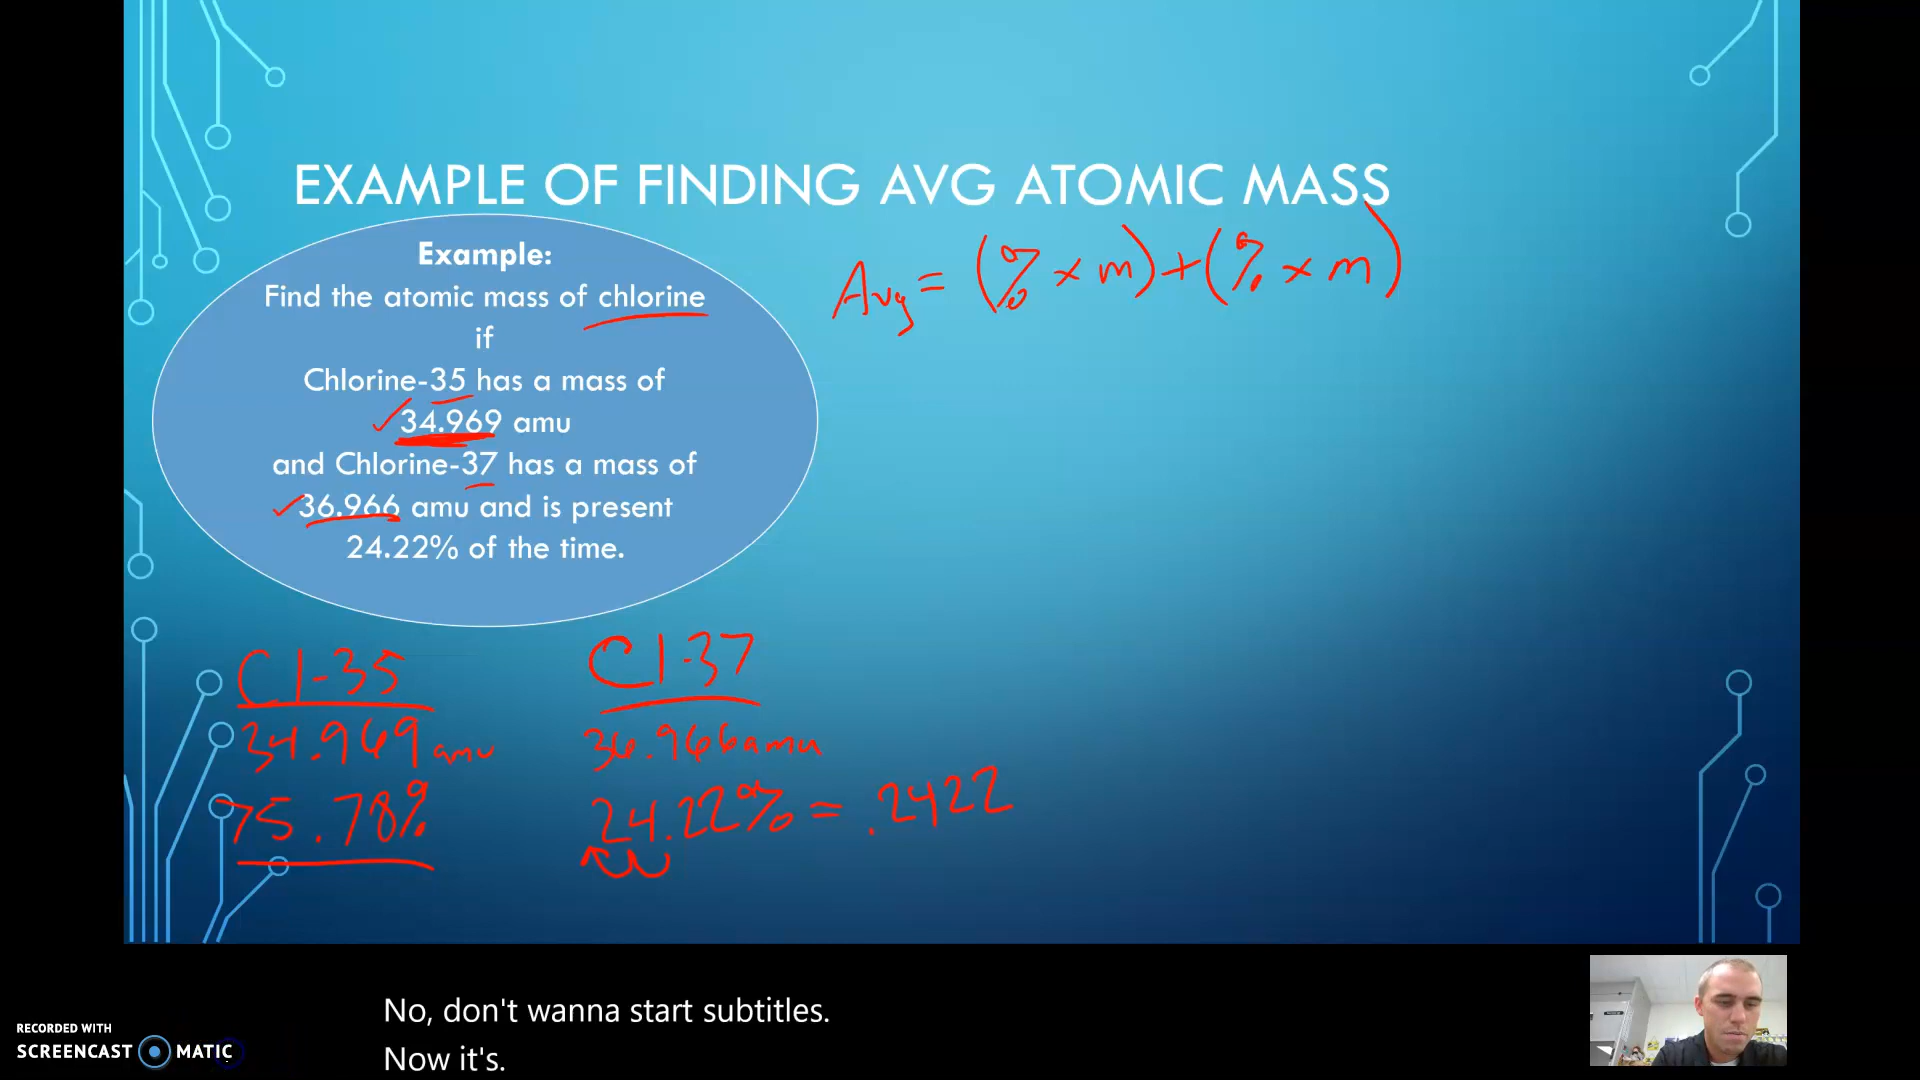 EXAMPLE OF FINDING AVG ATOMIC MASS
Avg = (% x m) + (% x m)
Example:
Find the atomic mass of chlorine
if
Chlorine-35 has a mass of
34.969 amu
and Chlorine-37 has a mass of
36.966 amu and is present
24.22% of the time.
Cl-35
34.969 amu
75.78%
Cl-37
36.966 amu
24.22% = .2422
No, don't wanna start subtitles.
Now it's.
RECORDED WITH
SCREENCAST MATIC